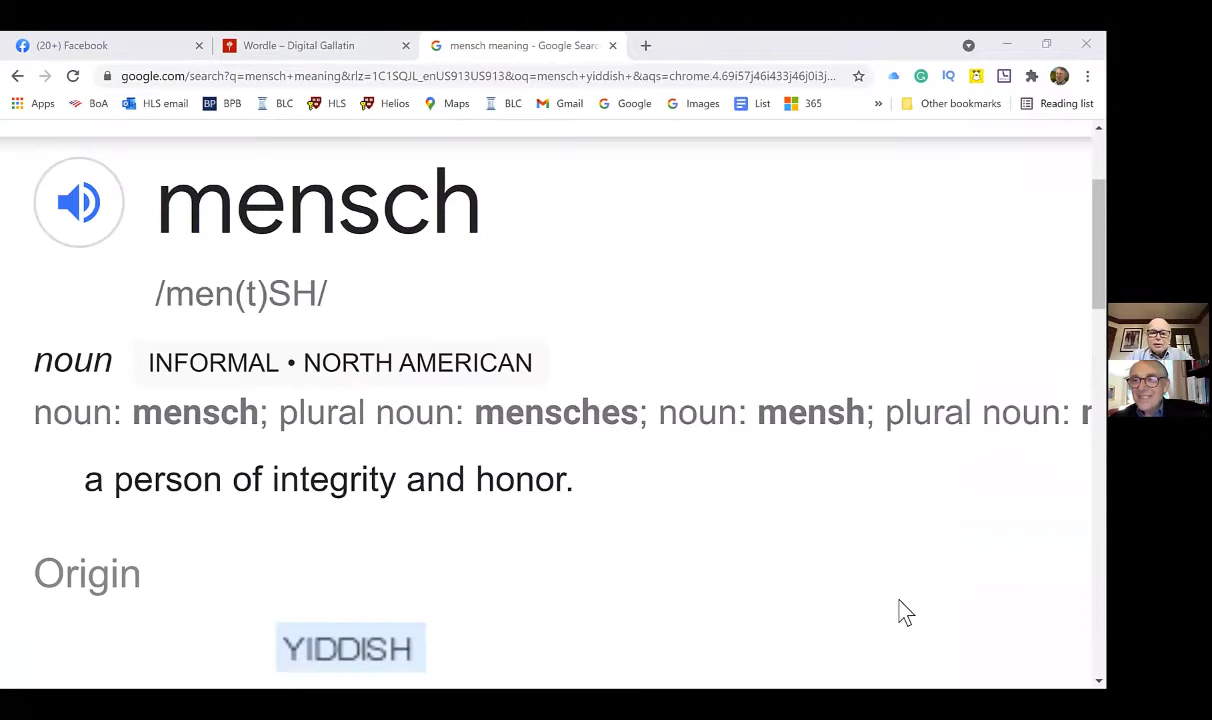 (20+) Facebook
Wordle – Digital Gallatin
mensch meaning - Google Searc
google.com/search?q=mensch+meaning&rlz=1C1SQJL_enUS913US913&oq=mensch+yiddish+&aqs=chrome.4.69i57j46i433j46j0i3j...
IQ
Apps BoA HLS email BP BPB BLC HLS Helios Maps BLC Gmail Google Images List 365 » Other bookmarks Reading list
mensch
/men(t)SH/
noun INFORMAL • NORTH AMERICAN
noun: mensch; plural noun: mensches; noun: mensh; plural noun:
a person of integrity and honor.
Origin
YIDDISH